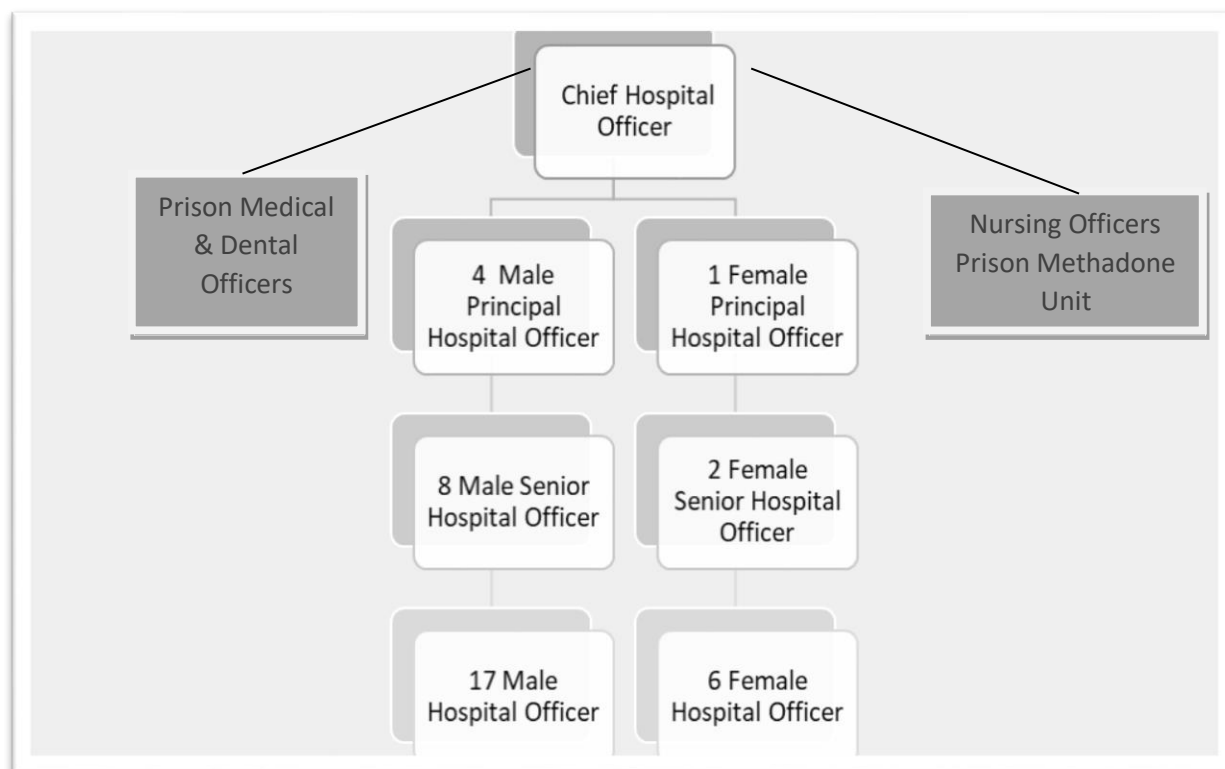 Chief Hospital
Officer
Prison Medical
& Dental
Officers
Nursing Officers
Prison Methadone
Unit
4 Male
Principal
Hospital Officer
1 Female
Principal
Hospital Officer
8 Male Senior
Hospital Officer
2 Female
Senior Hospital
Officer
17 Male
Hospital Officer
6 Female
Hospital Officer